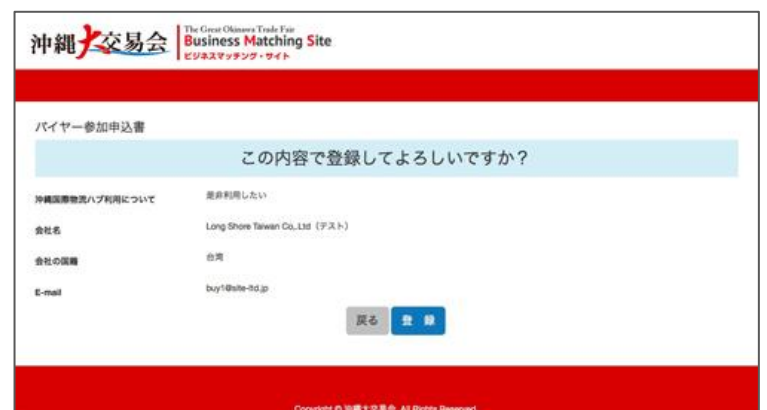 沖縄大交易会
The Great Okinawa Trade Fair
Business Matching Site
ビジネスマッチング・サイト
バイヤー参加申込書
この内容で登録してよろしいですか？
沖縄国際物流ハブ利用について 是非利用したい
会社名 Long Shore Taiwan Co,.Ltd（テスト）
会社の国籍 台湾
E-mail buy1@site-ltd.jp
戻る 登 録
Copyright © 沖縄大交易会. All Rights Reserved.